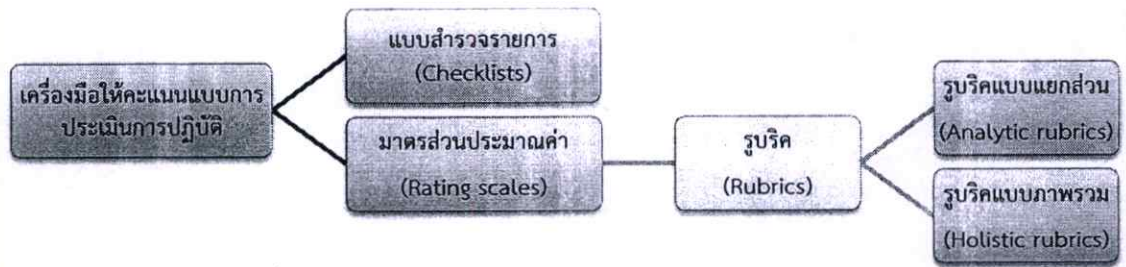 เครื่องมือให้คะแนนแบบการ
ประเมินการปฏิบัติ
แบบสำรวจรายการ
(Checklists)
มาตรส่วนประมาณค่า
(Rating scales)
รูบริค
(Rubrics)
รูบริคแบบแยกส่วน
(Analytic rubrics)
รูบริคแบบภาพรวม
(Holistic rubrics)